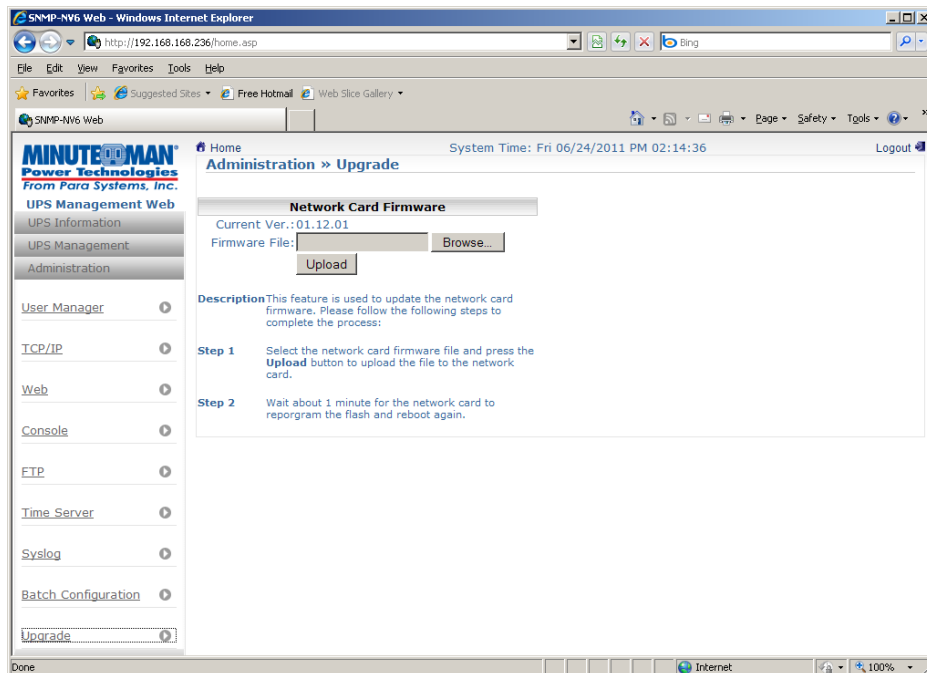 SNMP-NV6 Web - Windows Internet Explorer
http://192.168.168.236/home.asp
Bing
File Edit View Favorites Tools Help
Favorites Suggested Sites Free Hotmail Web Slice Gallery
SNMP-NV6 Web
Page Safety Tools »
MINUTEMAN®
Power Technologies
From Para Systems, Inc.
UPS Management Web
UPS Information
UPS Management
Administration
User Manager
TCP/IP
Web
Console
FTP
Time Server
Syslog
Batch Configuration
Upgrade
Home System Time: Fri 06/24/2011 PM 02:14:36 Logout
Administration » Upgrade
Network Card Firmware
Current Ver.: 01.12.01
Firmware File: Browse...
Upload
Description This feature is used to update the network card
firmware. Please follow the following steps to
complete the process:
Step 1 Select the network card firmware file and press the
Upload button to upload the file to the network
card.
Step 2 Wait about 1 minute for the network card to
reporgram the flash and reboot again.
Done Internet 100%